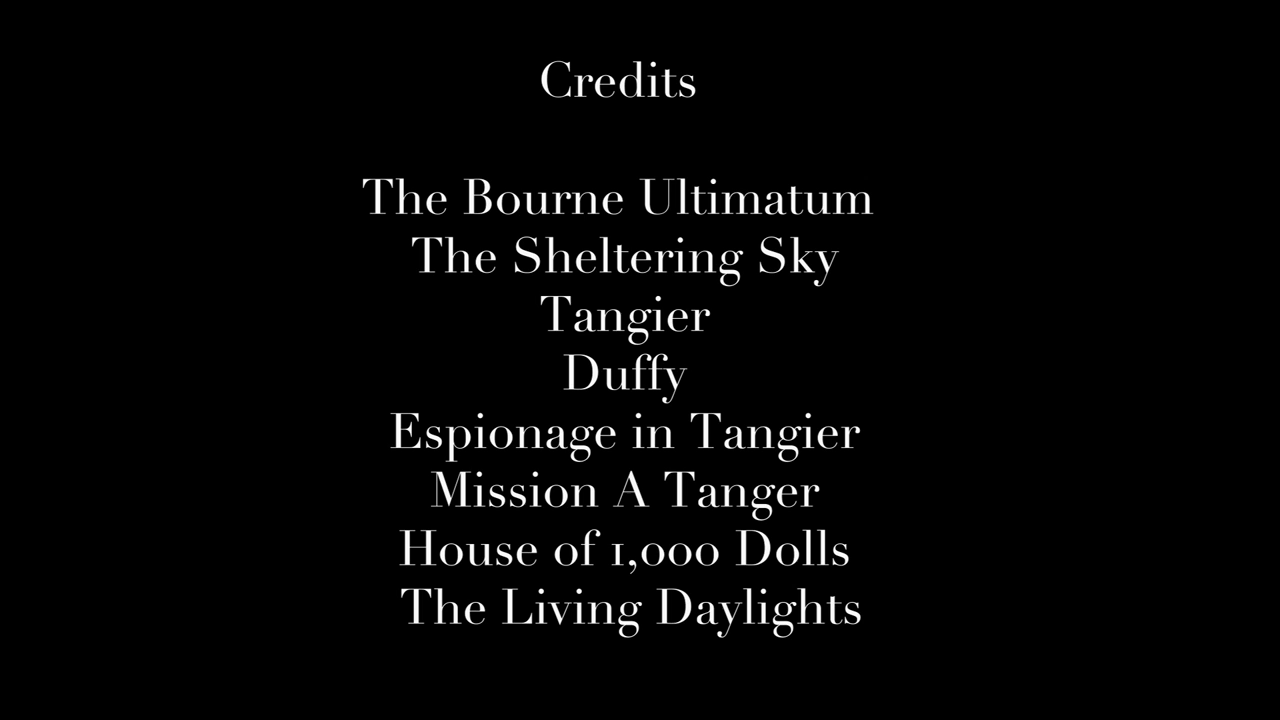 Credits
The Bourne Ultimatum
The Sheltering Sky
Tangier
Duffy
Espionage in Tangier
Mission A Tanger
House of 1,000 Dolls
The Living Daylights